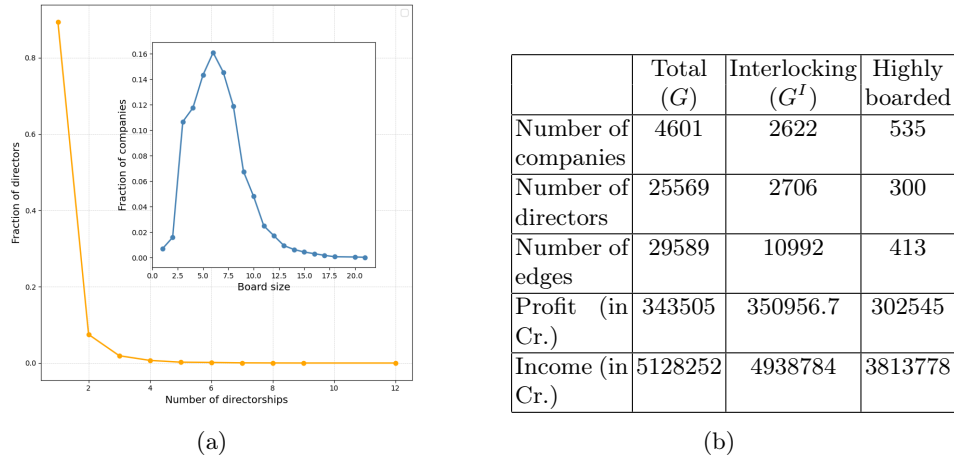 0.8
0.6
0.4
0.2
0.0
Fraction of directors
2
4
6
8
10
12
Number of directorships
0.16
0.14
0.12
0.10
0.08
0.06
0.04
0.02
0.00
Fraction of companies
0.0
2.5
5.0
7.5
10.0
12.5
15.0
17.5
20.0
Board size
(a)
Total Interlocking Highly
(G) (G^I) boarded
Number of 4601 2622 535
companies
Number of 25569 2706 300
directors
Number of 29589 10992 413
edges
Profit (in 343505 350956.7 302545
Cr.)
Income (in 5128252 4938784 3813778
Cr.)
(b)